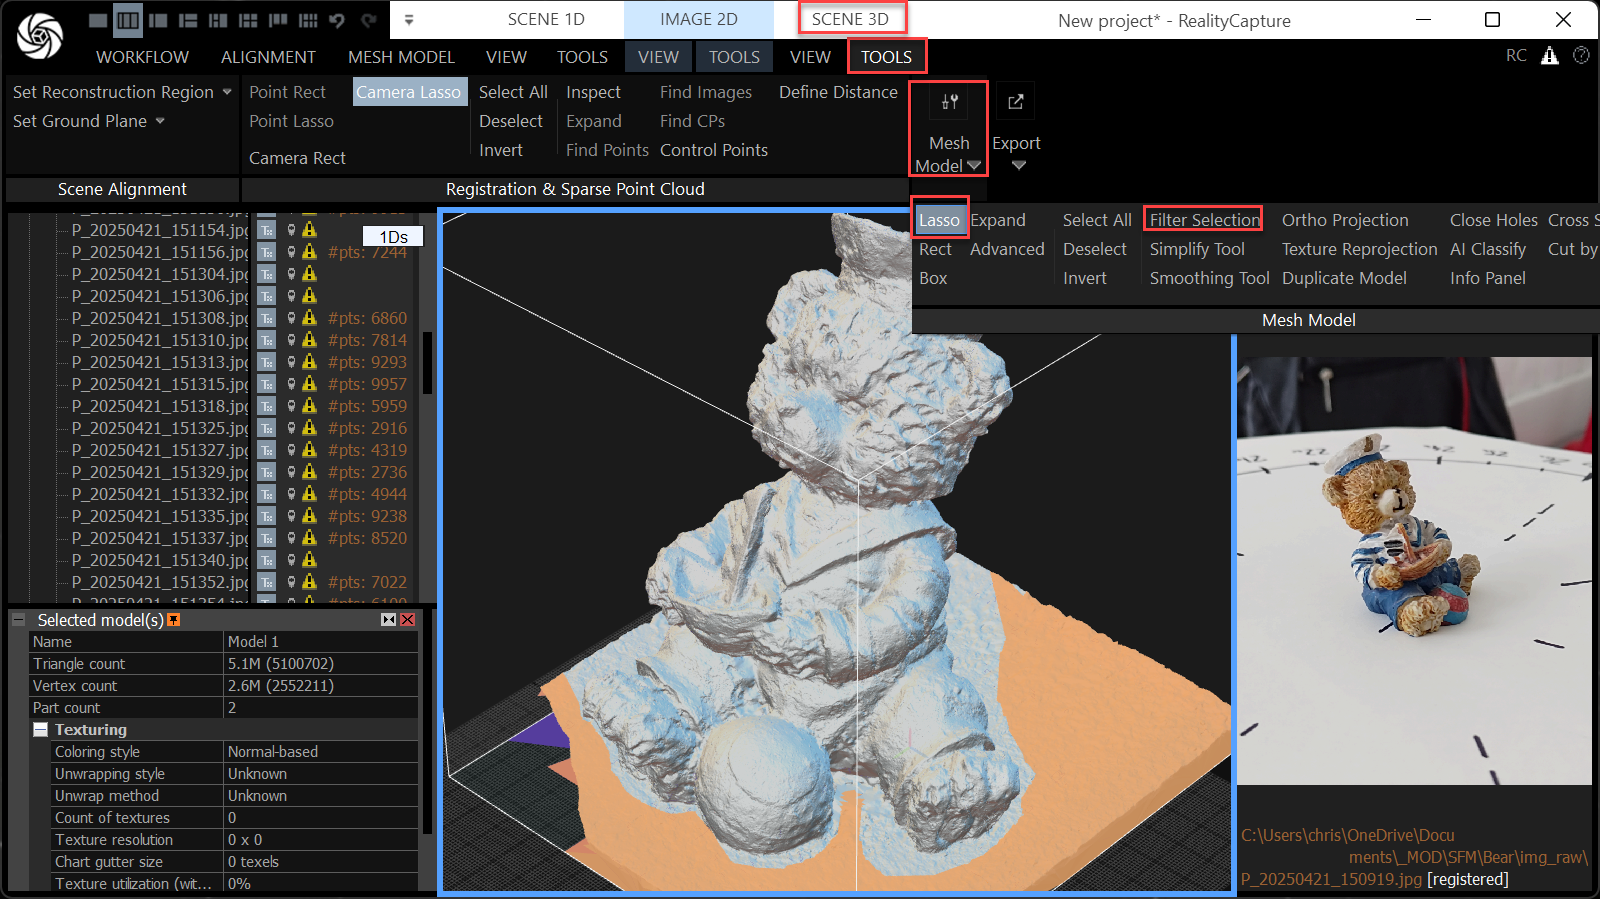 SCENE 1D IMAGE 2D SCENE 3D New project* - RealityCapture
WORKFLOW ALIGNMENT MESH MODEL VIEW TOOLS VIEW TOOLS VIEW TOOLS RC
Set Reconstruction Region Point Rect Camera Lasso Select All Inspect Find Images Define Distance
Set Ground Plane Point Lasso Deselect Expand Find CPs
Camera Rect Invert Find Points Control Points
Mesh Model Export
Scene Alignment Registration & Sparse Point Cloud
Lasso Expand Select All Filter Selection Ortho Projection Close Holes Cross S
Rect Advanced Deselect Simplify Tool Texture Reprojection AI Classify Cut by
Box Invert Smoothing Tool Duplicate Model Info Panel
Mesh Model
1Ds
P_20250421_151154.jpg
P_20250421_151156.jpg #pts: 7244
P_20250421_151304.jpg
P_20250421_151306.jpg
P_20250421_151308.jpg #pts: 6860
P_20250421_151310.jpg #pts: 7814
P_20250421_151313.jpg #pts: 9293
P_20250421_151315.jpg #pts: 9957
P_20250421_151318.jpg #pts: 5959
P_20250421_151325.jpg #pts: 2916
P_20250421_151327.jpg #pts: 4319
P_20250421_151329.jpg #pts: 2736
P_20250421_151332.jpg #pts: 4944
P_20250421_151335.jpg #pts: 9238
P_20250421_151337.jpg #pts: 8520
P_20250421_151340.jpg
P_20250421_151352.jpg #pts: 7022
Selected model(s)
Name Model 1
Triangle count 5.1M (5100702)
Vertex count 2.6M (2552211)
Part count 2
Texturing
Coloring style Normal-based
Unwrapping style Unknown
Unwrap method Unknown
Count of textures 0
Texture resolution 0 x 0
Chart gutter size 0 texels
Texture utilization (wit... 0%
C:\Users\chris\OneDrive\Docu
ments\_MOD\SFM\Bear\img_raw\
P_20250421_150919.jpg [registered]